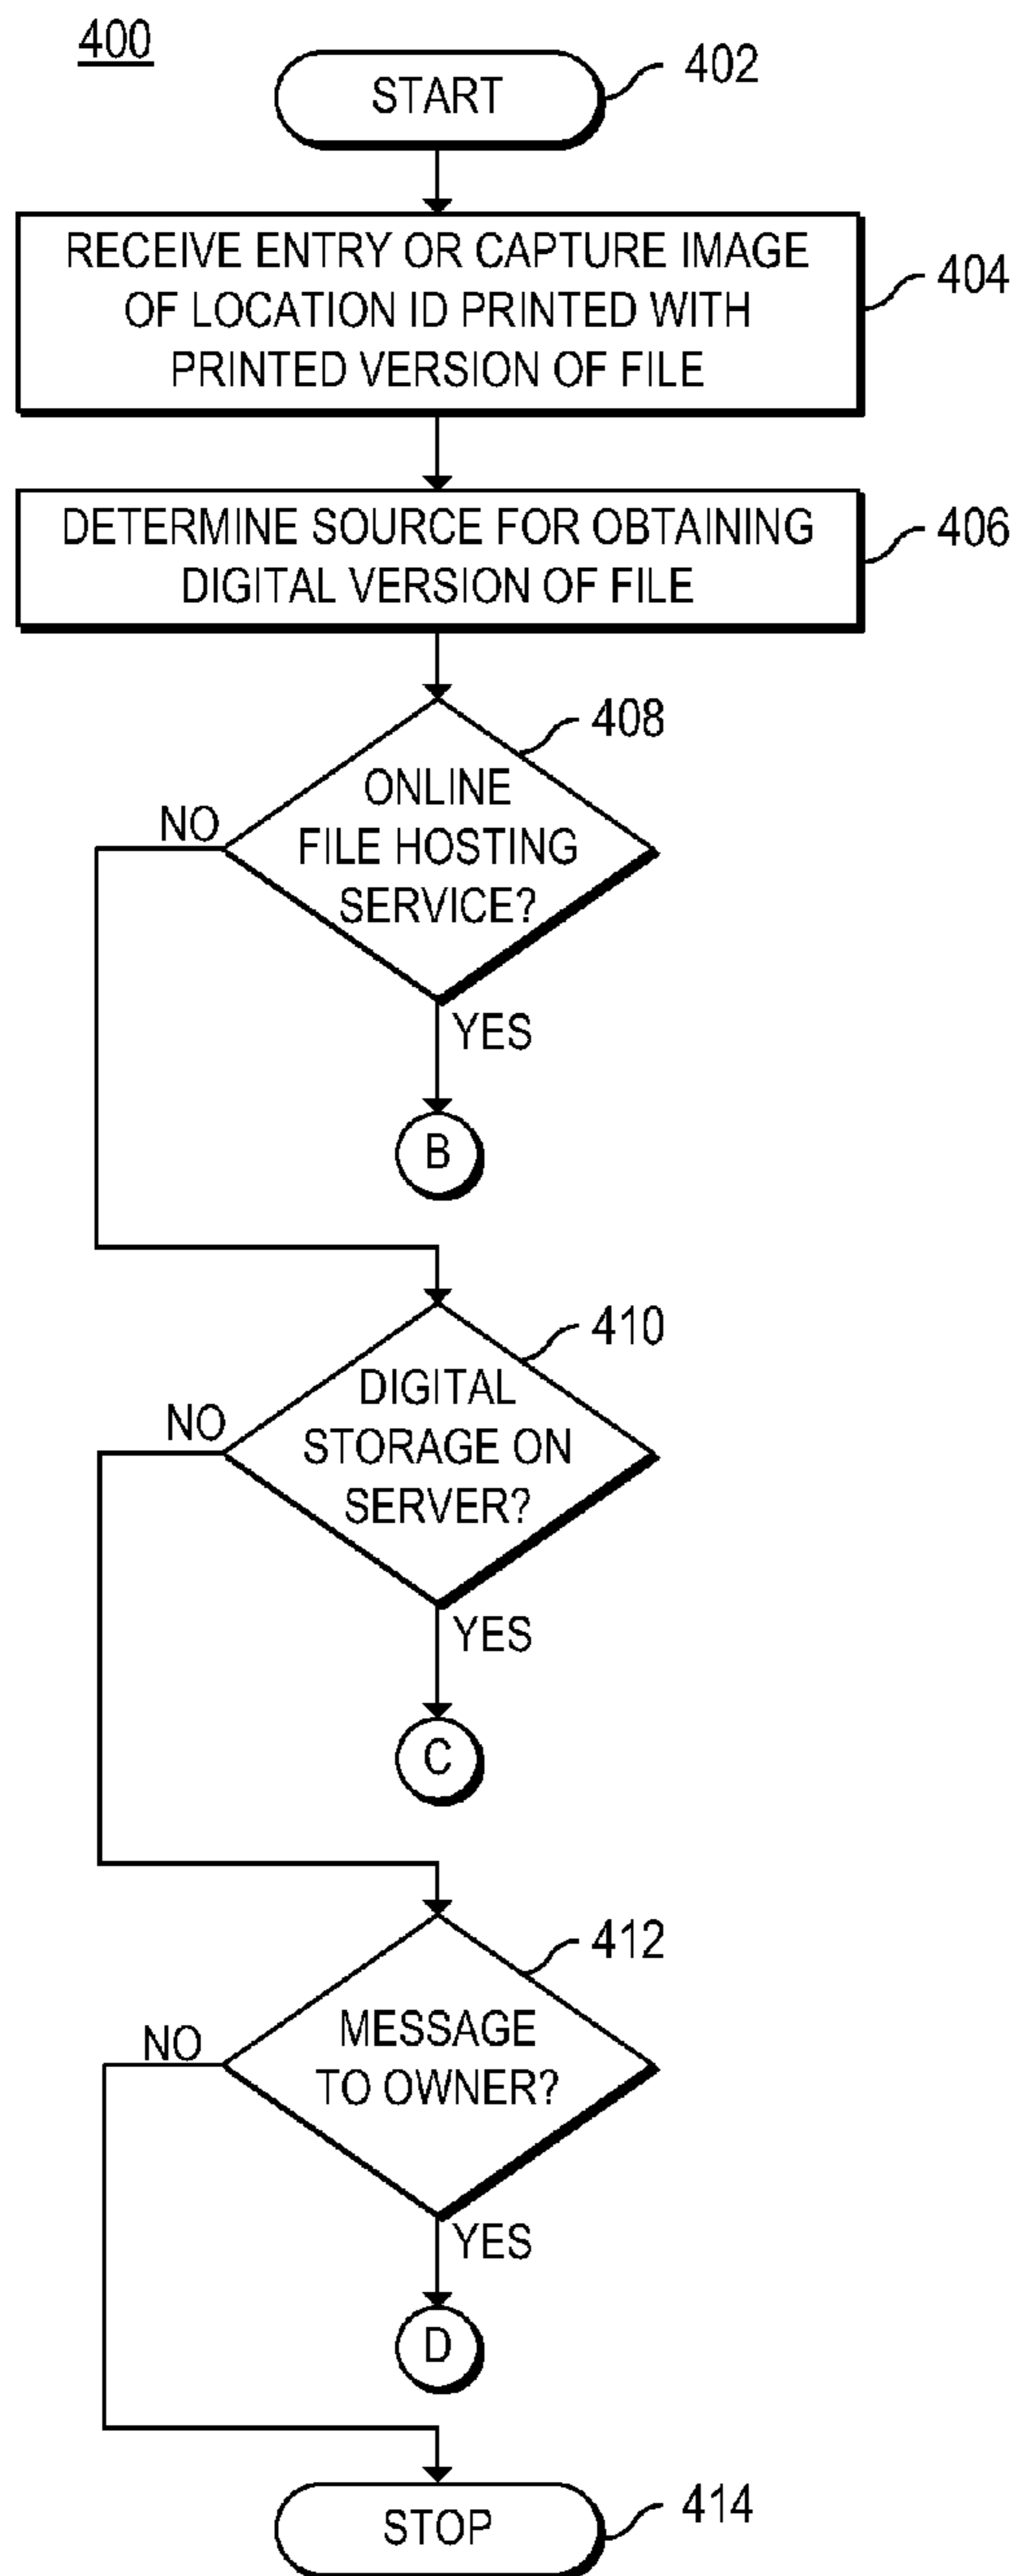 400
START
402
RECEIVE ENTRY OR CAPTURE IMAGE
OF LOCATION ID PRINTED WITH
PRINTED VERSION OF FILE
404
DETERMINE SOURCE FOR OBTAINING
DIGITAL VERSION OF FILE
406
408
ONLINE
FILE HOSTING
SERVICE?
NO
YES
B
410
DIGITAL
STORAGE ON
SERVER?
NO
YES
C
412
MESSAGE
TO OWNER?
NO
YES
D
STOP
414